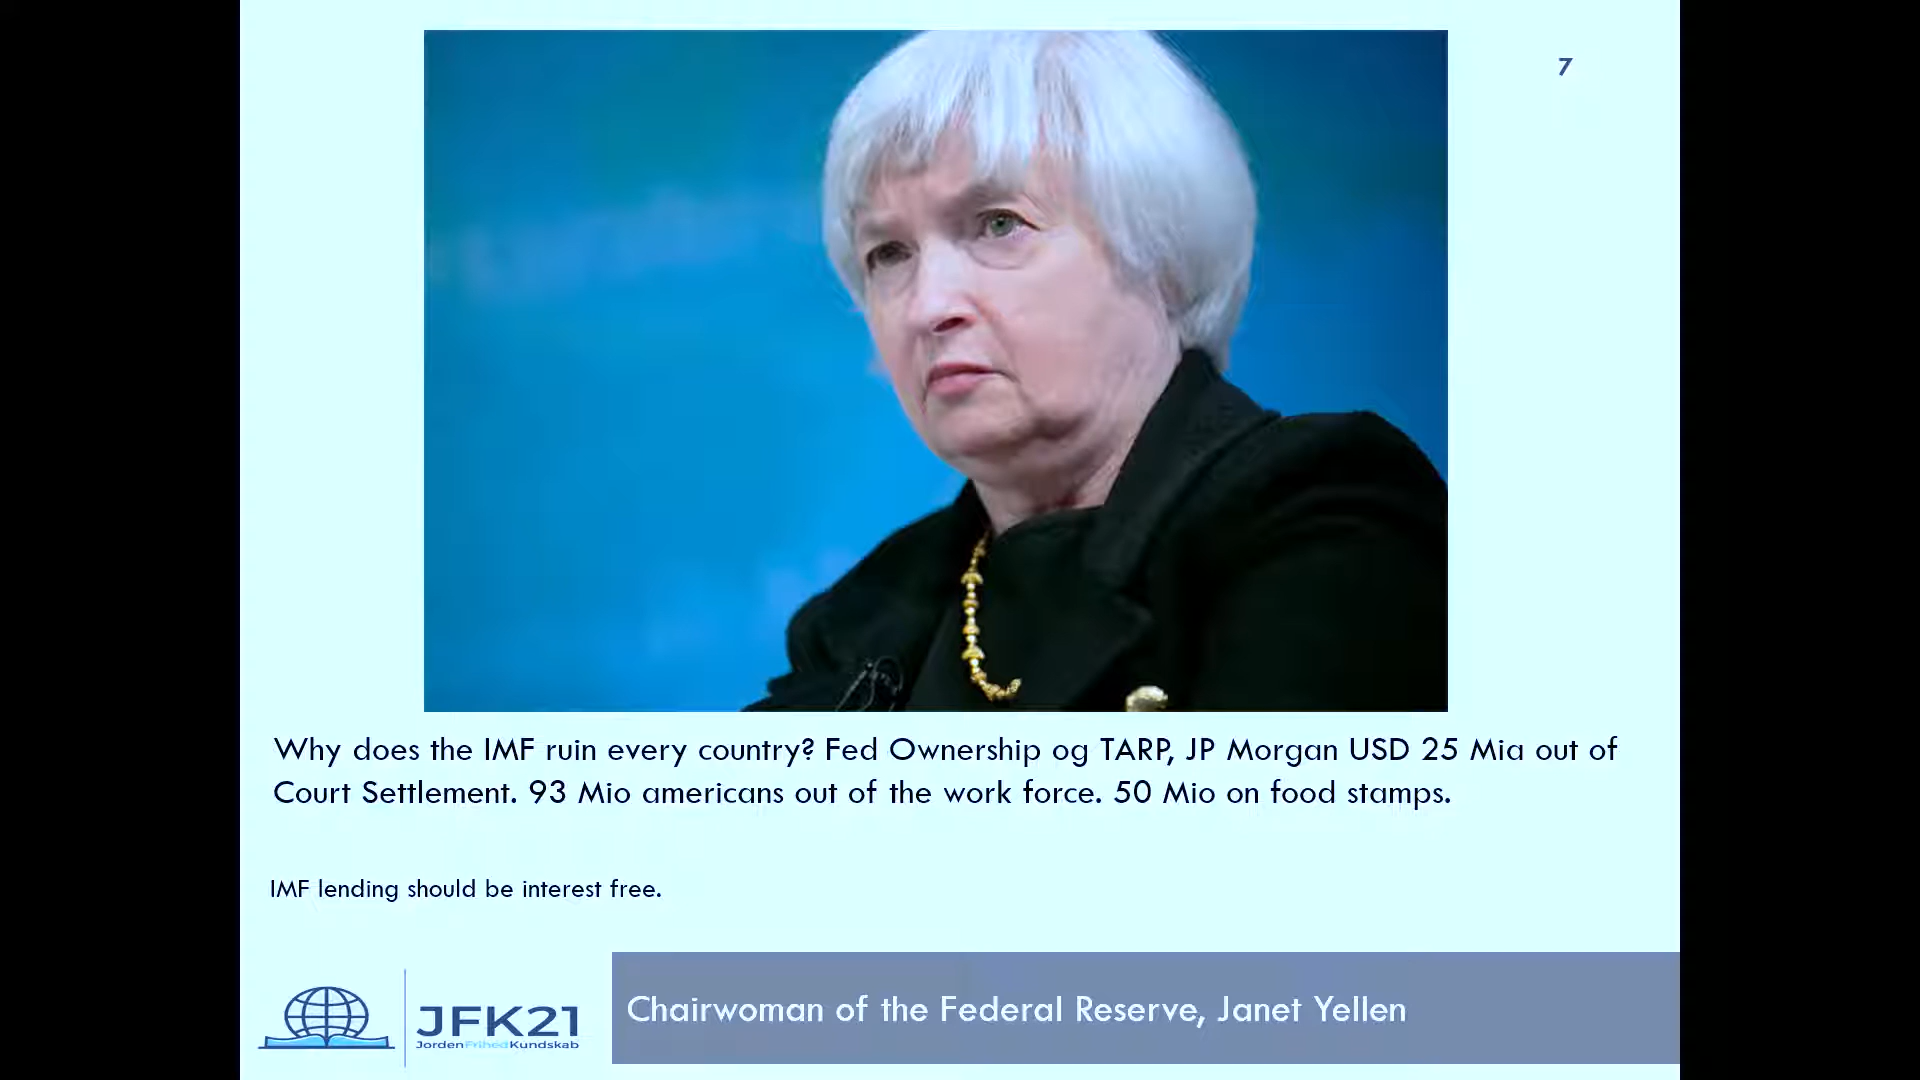 7
Why does the IMF ruin every country? Fed Ownership og TARP, JP Morgan USD 25 Mia out of
Court Settlement. 93 Mio americans out of the work force. 50 Mio on food stamps.
IMF lending should be interest free.
JFK21
JordenFrihedKundskab
Chairwoman of the Federal Reserve, Janet Yellen